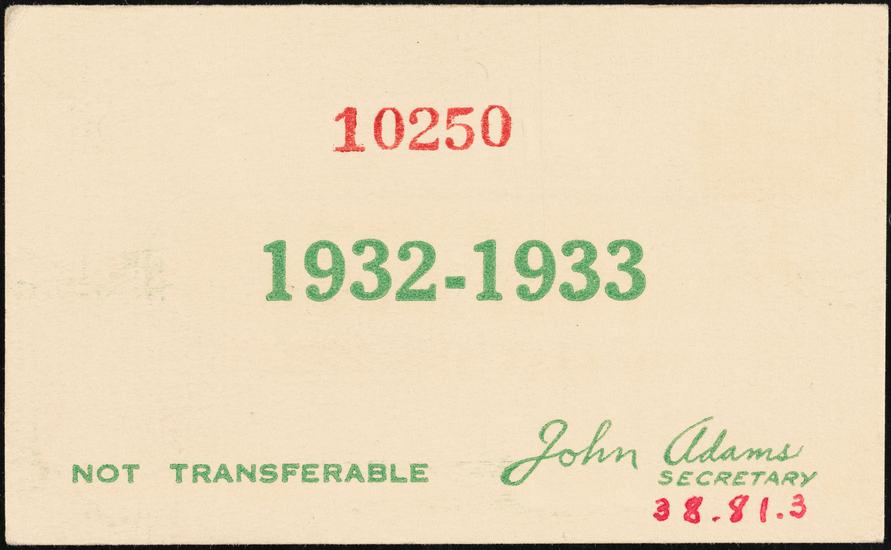 10250
1932-1933
NOT TRANSFERABLE
John Adams
SECRETARY
38.81.3